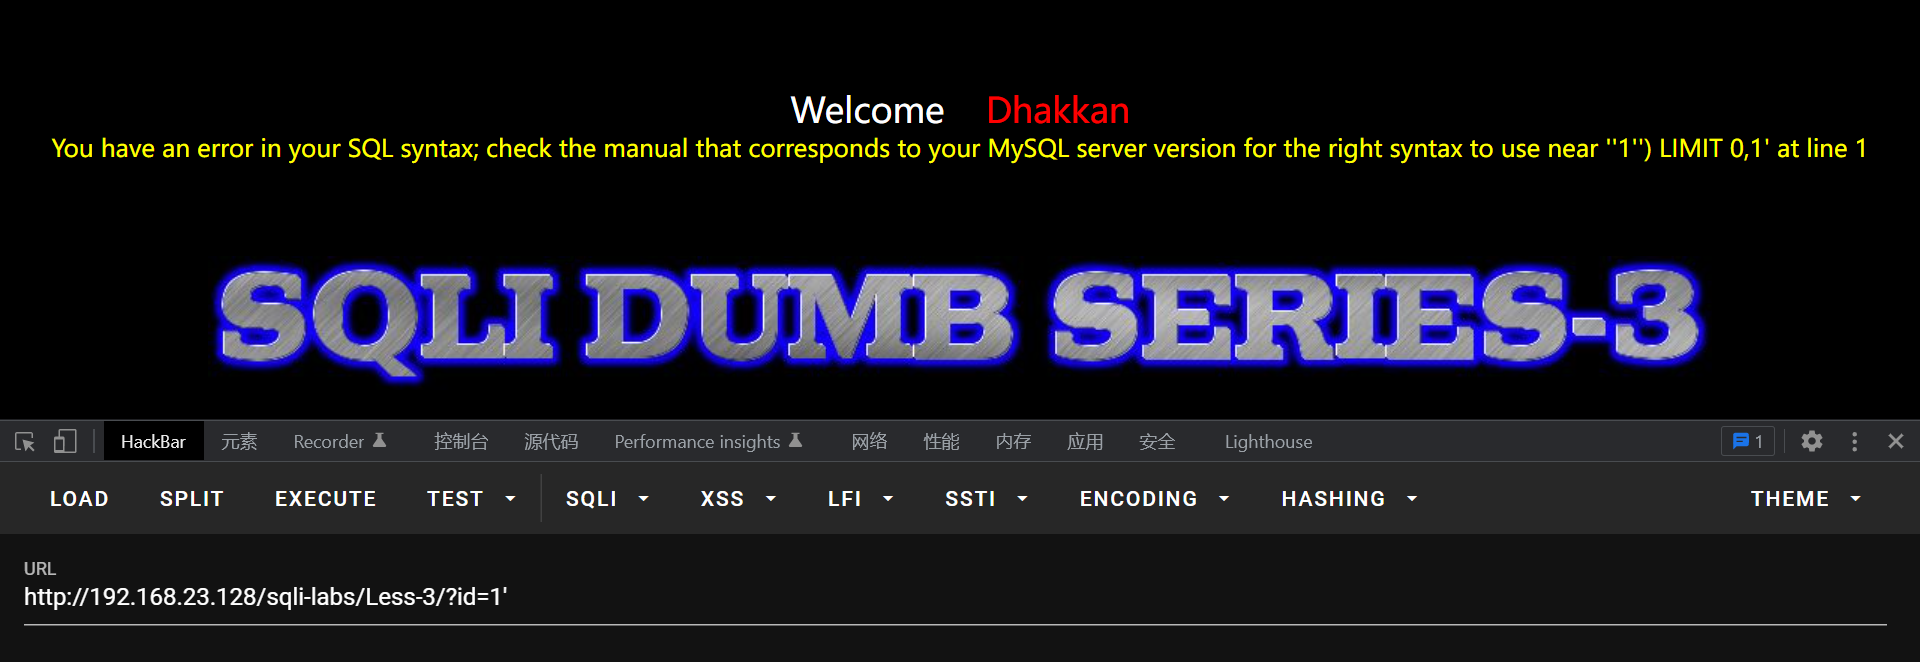 Welcome Dhakkan
You have an error in your SQL syntax; check the manual that corresponds to your MySQL server version for the right syntax to use near ''1'') LIMIT 0,1' at line 1
SQLI DUMB SERIES-3
HackBar 元素 Recorder 控制台 源代码 Performance insights 网络 性能 内存 应用 安全 Lighthouse 1
LOAD SPLIT EXECUTE TEST SQLI XSS LFI SSTI ENCODING HASHING THEME
URL
http://192.168.23.128/sqli-labs/Less-3/?id=1'